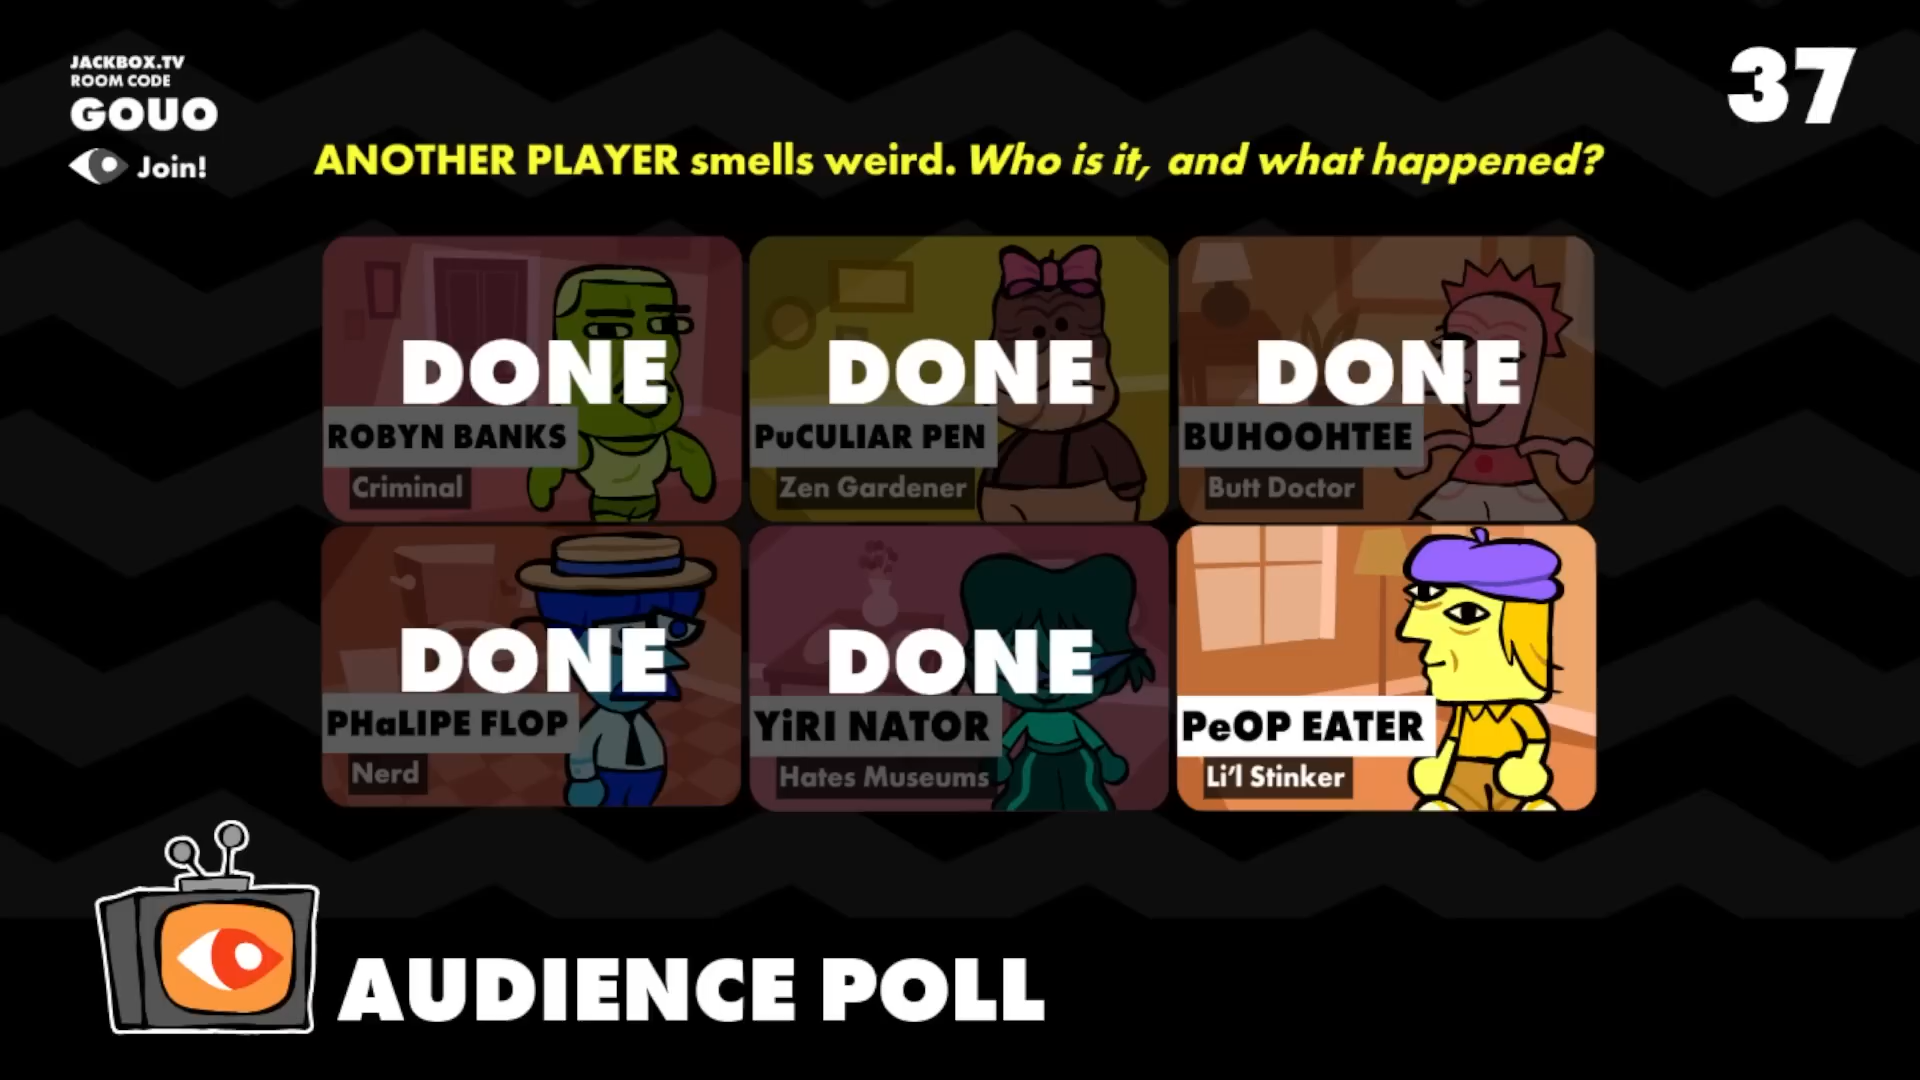 JACKBOX.TV
ROOM CODE
GOUO
Join!
37
ANOTHER PLAYER smells weird. Who is it, and what happened?
DONE
ROBYN BANKS
Criminal
DONE
PuCULIAR PEN
Zen Gardener
DONE
BUHOOHTEE
Butt Doctor
DONE
PHaLIPE FLOP
Nerd
DONE
YiRI NATOR
Hates Museums
PeOP EATER
Li'l Stinker
AUDIENCE POLL